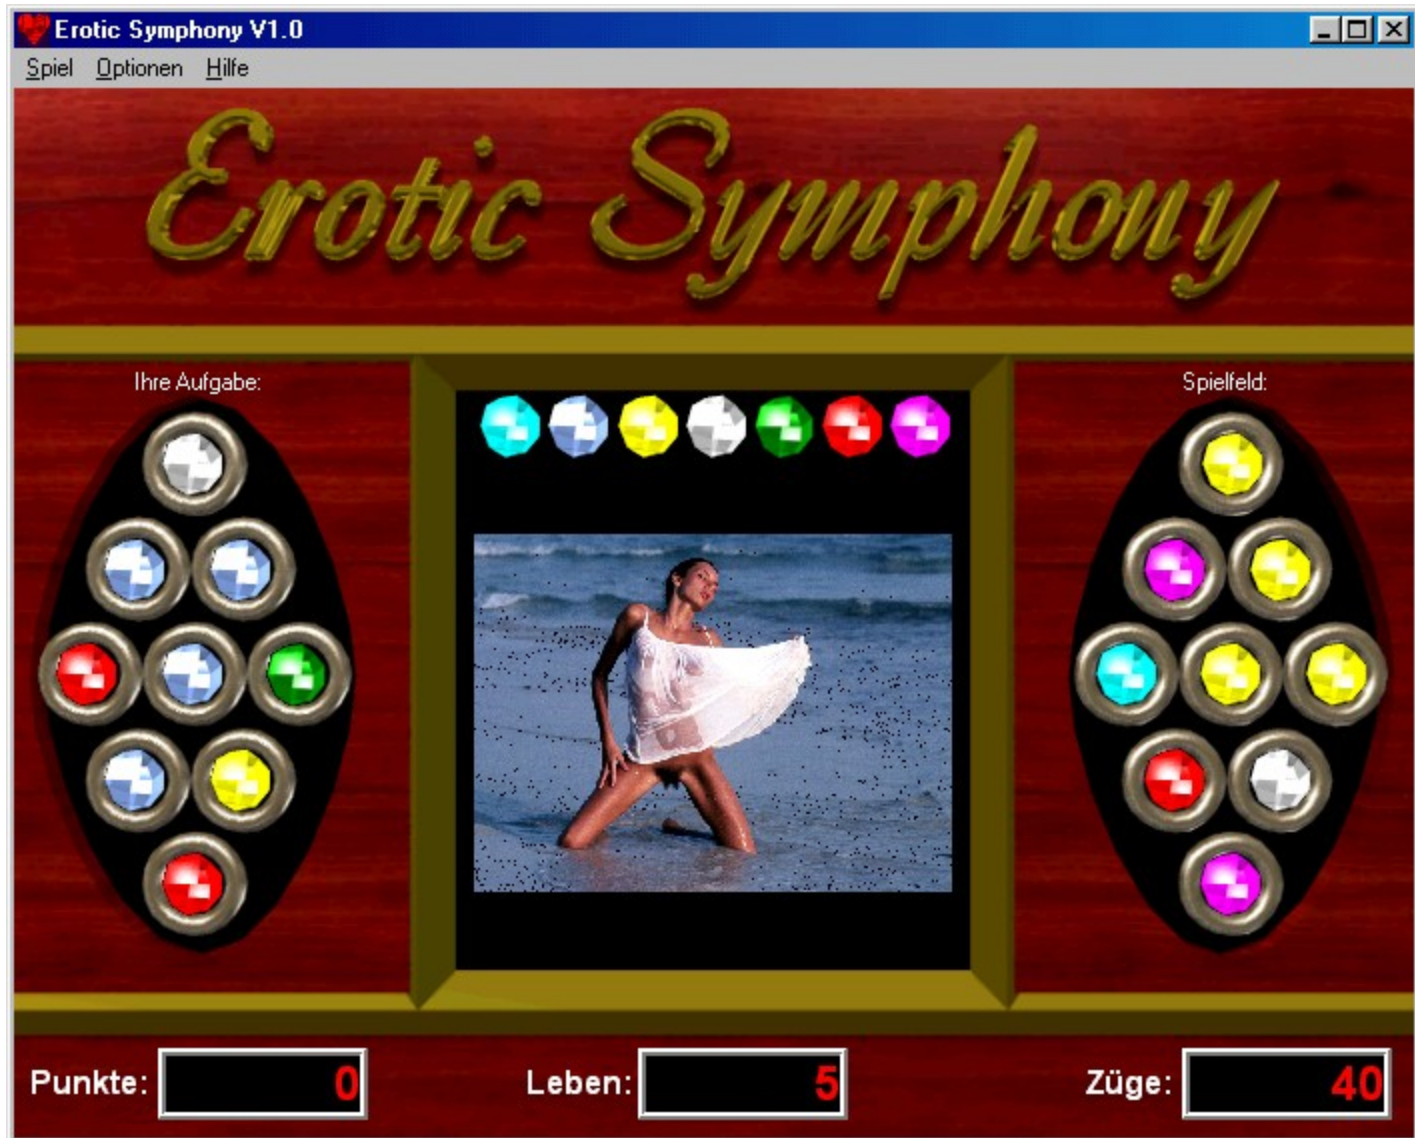 Erotic Symphony V1.0
Spiel Optionen Hilfe
Erotic Symphony
Ihre Aufgabe:
Spielfeld:
Punkte: 0
Leben: 5
Züge: 40